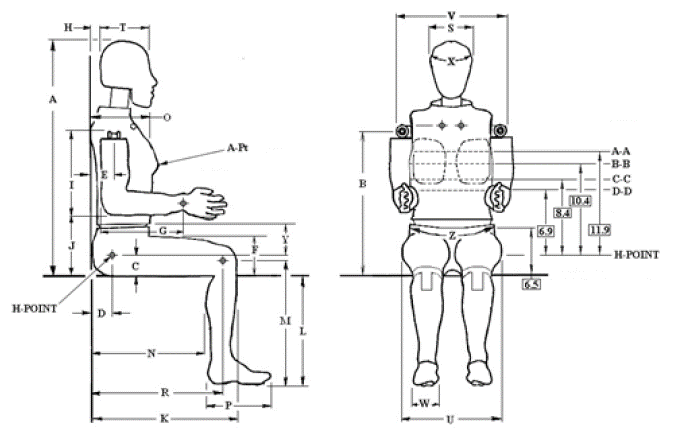 H T
V
S
X
A
O
A-Pt
E
I
B
A-A
B-B
C-C
D-D
10.4
8.4
6.9
11.9
J
G
Y
F
Z
C
H-POINT
H-POINT
6.5
D
M
L
N
R
P
K
W
U